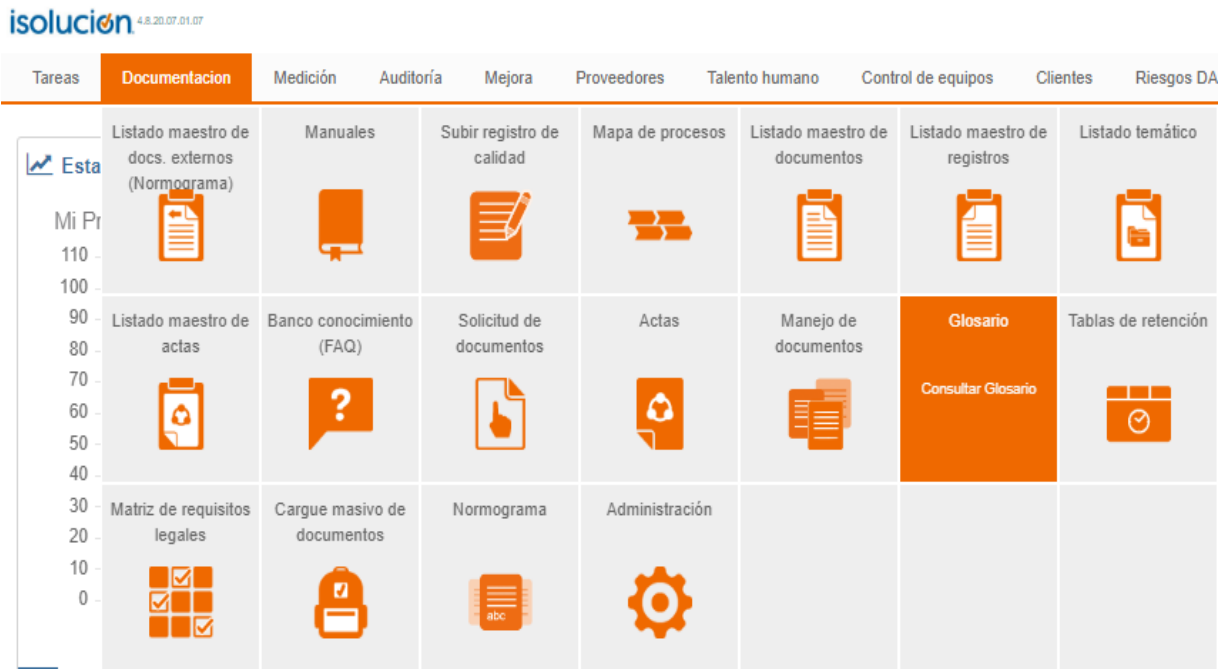 isolución 4.8.20.07.01.07
Tareas Documentacion Medición Auditoría Mejora Proveedores Talento humano Control de equipos Clientes Riesgos DA
Listado maestro de
docs. externos
(Normograma)
Manuales
Subir registro de
calidad
Mapa de procesos
Listado maestro de
documentos
Listado maestro de
registros
Listado temático
Esta
Mi Pr
110
100
90
80
70
60
50
40
30
20
10
0
Listado maestro de
actas
Banco conocimiento
(FAQ)
?
Solicitud de
documentos
Actas
Manejo de
documentos
Glosario
Consultar Glosario
Tablas de retención
Matriz de requisitos
legales
Cargue masivo de
documentos
Normograma
abc
Administración